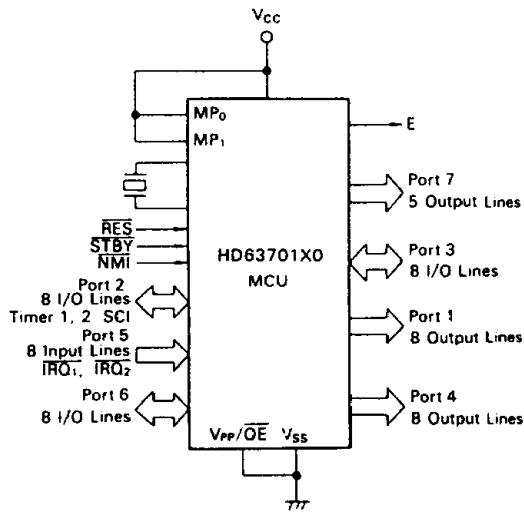 VCC
MP0
MP1
E
Port 7
5 Output Lines
RES
STBY
NMI
HD63701X0
MCU
Port 3
8 I/O Lines
Port 2
8 I/O Lines
Timer 1, 2 SCI
Port 5
8 Input Lines
IRQ1, IRQ2
Port 1
8 Output Lines
Port 6
8 I/O Lines
Port 4
8 Output Lines
VPP/OE VSS